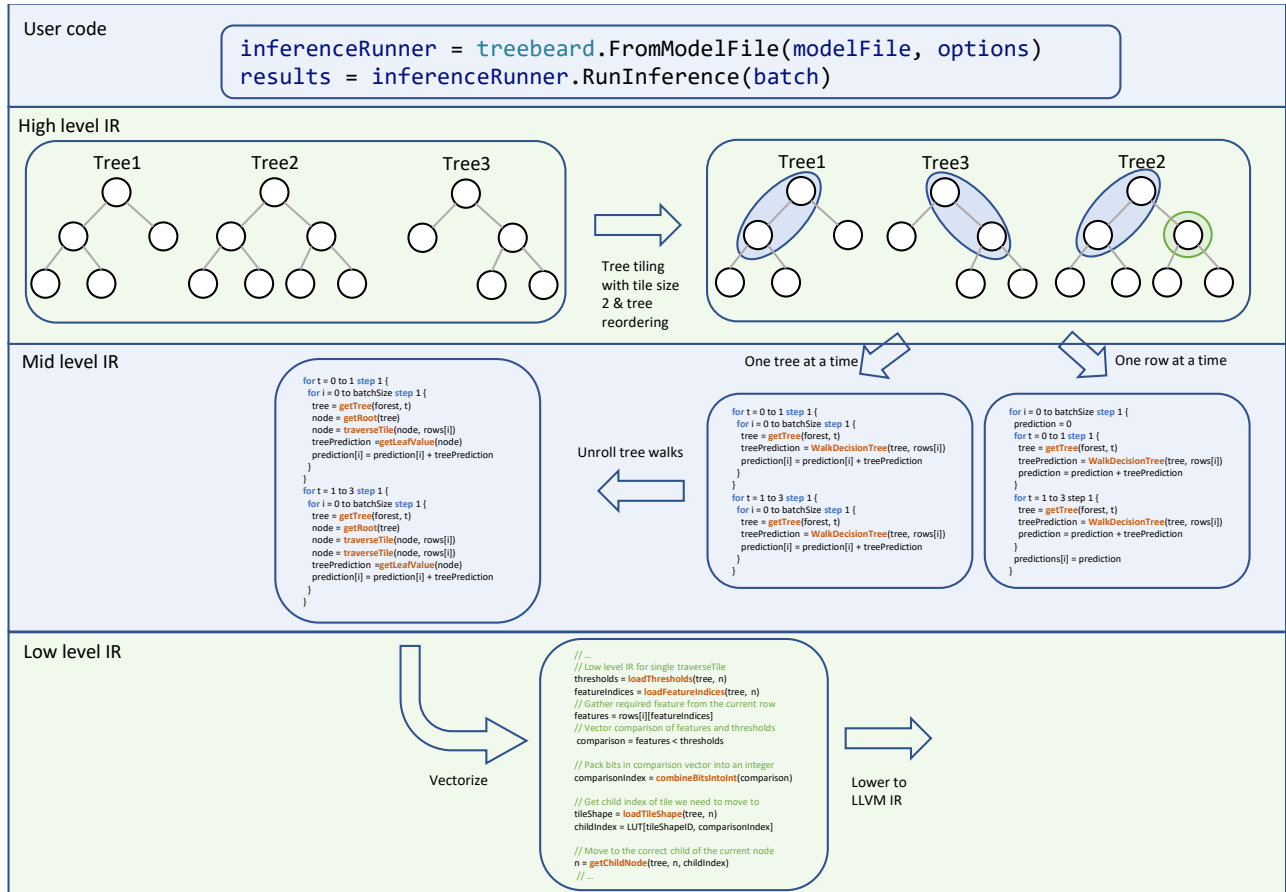 User code
inferenceRunner = treebeard.FromModelFile(modelFile, options)
results = inferenceRunner.RunInference(batch)
High level IR
Tree1
Tree2
Tree3
Tree tiling
with tile size
2 & tree
reordering
Tree1
Tree3
Tree2
Mid level IR
One tree at a time
One row at a time
for t = 0 to 1 step 1 {
for i = 0 to batchSize step 1 {
tree = getTree(forest, t)
node = getRoot(tree)
node = traverseTile(node, rows[i])
treePrediction =getLeafValue(node)
prediction[i] = prediction[i] + treePrediction
}
}
for t = 1 to 3 step 1 {
for i = 0 to batchSize step 1 {
tree = getTree(forest, t)
node = getRoot(tree)
node = traverseTile(node, rows[i])
node = traverseTile(node, rows[i])
treePrediction =getLeafValue(node)
prediction[i] = prediction[i] + treePrediction
}
}
Unroll tree walks
for t = 0 to 1 step 1 {
for i = 0 to batchSize step 1 {
tree = getTree(forest, t)
treePrediction = WalkDecisionTree(tree, rows[i])
prediction[i] = prediction[i] + treePrediction
}
}
for t = 1 to 3 step 1 {
for i = 0 to batchSize step 1 {
tree = getTree(forest, t)
treePrediction = WalkDecisionTree(tree, rows[i])
prediction[i] = prediction[i] + treePrediction
}
}
for i = 0 to batchSize step 1 {
prediction = 0
for t = 0 to 1 step 1 {
tree = getTree(forest, t)
treePrediction = WalkDecisionTree(tree, rows[i])
prediction = prediction + treePrediction
}
for t = 1 to 3 step 1 {
tree = getTree(forest, t)
treePrediction = WalkDecisionTree(tree, rows[i])
prediction = prediction + treePrediction
}
predictions[i] = prediction
}
Low level IR
Vectorize
// ...
// Low level IR for single traverseTile
thresholds = loadThresholds(tree, n)
featureIndices = loadFeatureIndices(tree, n)
// Gather required feature from the current row
features = rows[i][featureIndices]
// Vector comparison of features and thresholds
comparison = features < thresholds
// Pack bits in comparison vector into an integer
comparisonIndex = combineBitsIntoInt(comparison)
// Get child index of tile we need to move to
tileShape = loadTileShape(tree, n)
childIndex = LUT[tileShapeID, comparisonIndex]
// Move to the correct child of the current node
n = getChildNode(tree, n, childIndex)
// ...
Lower to
LLVM IR